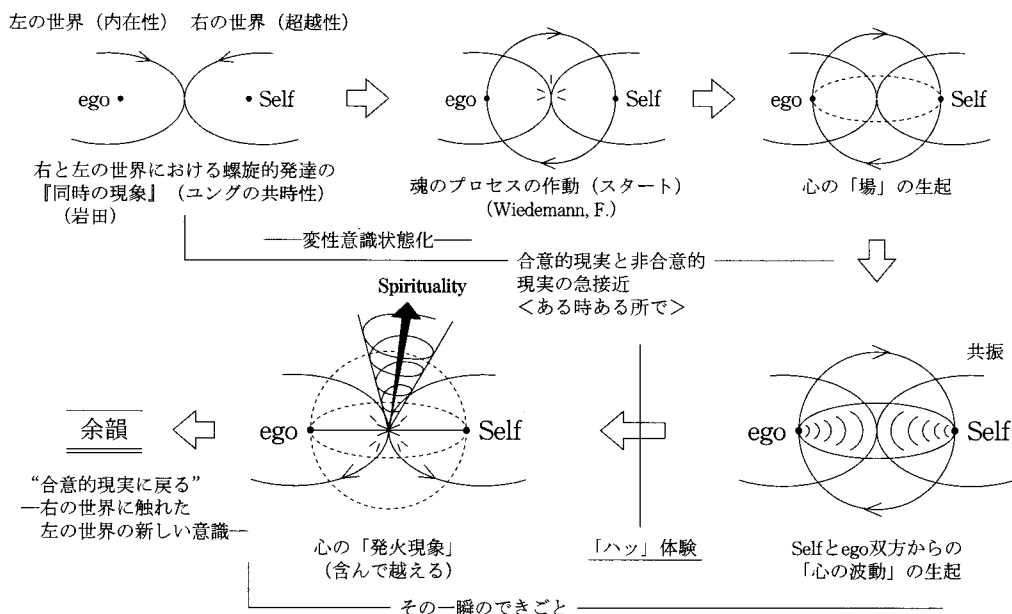 左の世界（内在性） 右の世界（超越性）
ego Self
右と左の世界における螺旋的発達の
『同時の現象』（ユングの共時性）
（岩田）
ego Self
魂のプロセスの作動（スタート）
(Wiedemann, F.)
ego Self
心の「場」の生起
変性意識状態化
合意的現実と非合意的
現実の急接近
＜ある時ある所で＞
共振
ego Self
Selfとego双方からの
「心の波動」の生起
「ハッ」体験
Spirituality
ego Self
心の「発火現象」
（含んで越える）
余韻
“合意的現実に戻る”
―右の世界に触れた
左の世界の新しい意識―
その一瞬のできごと